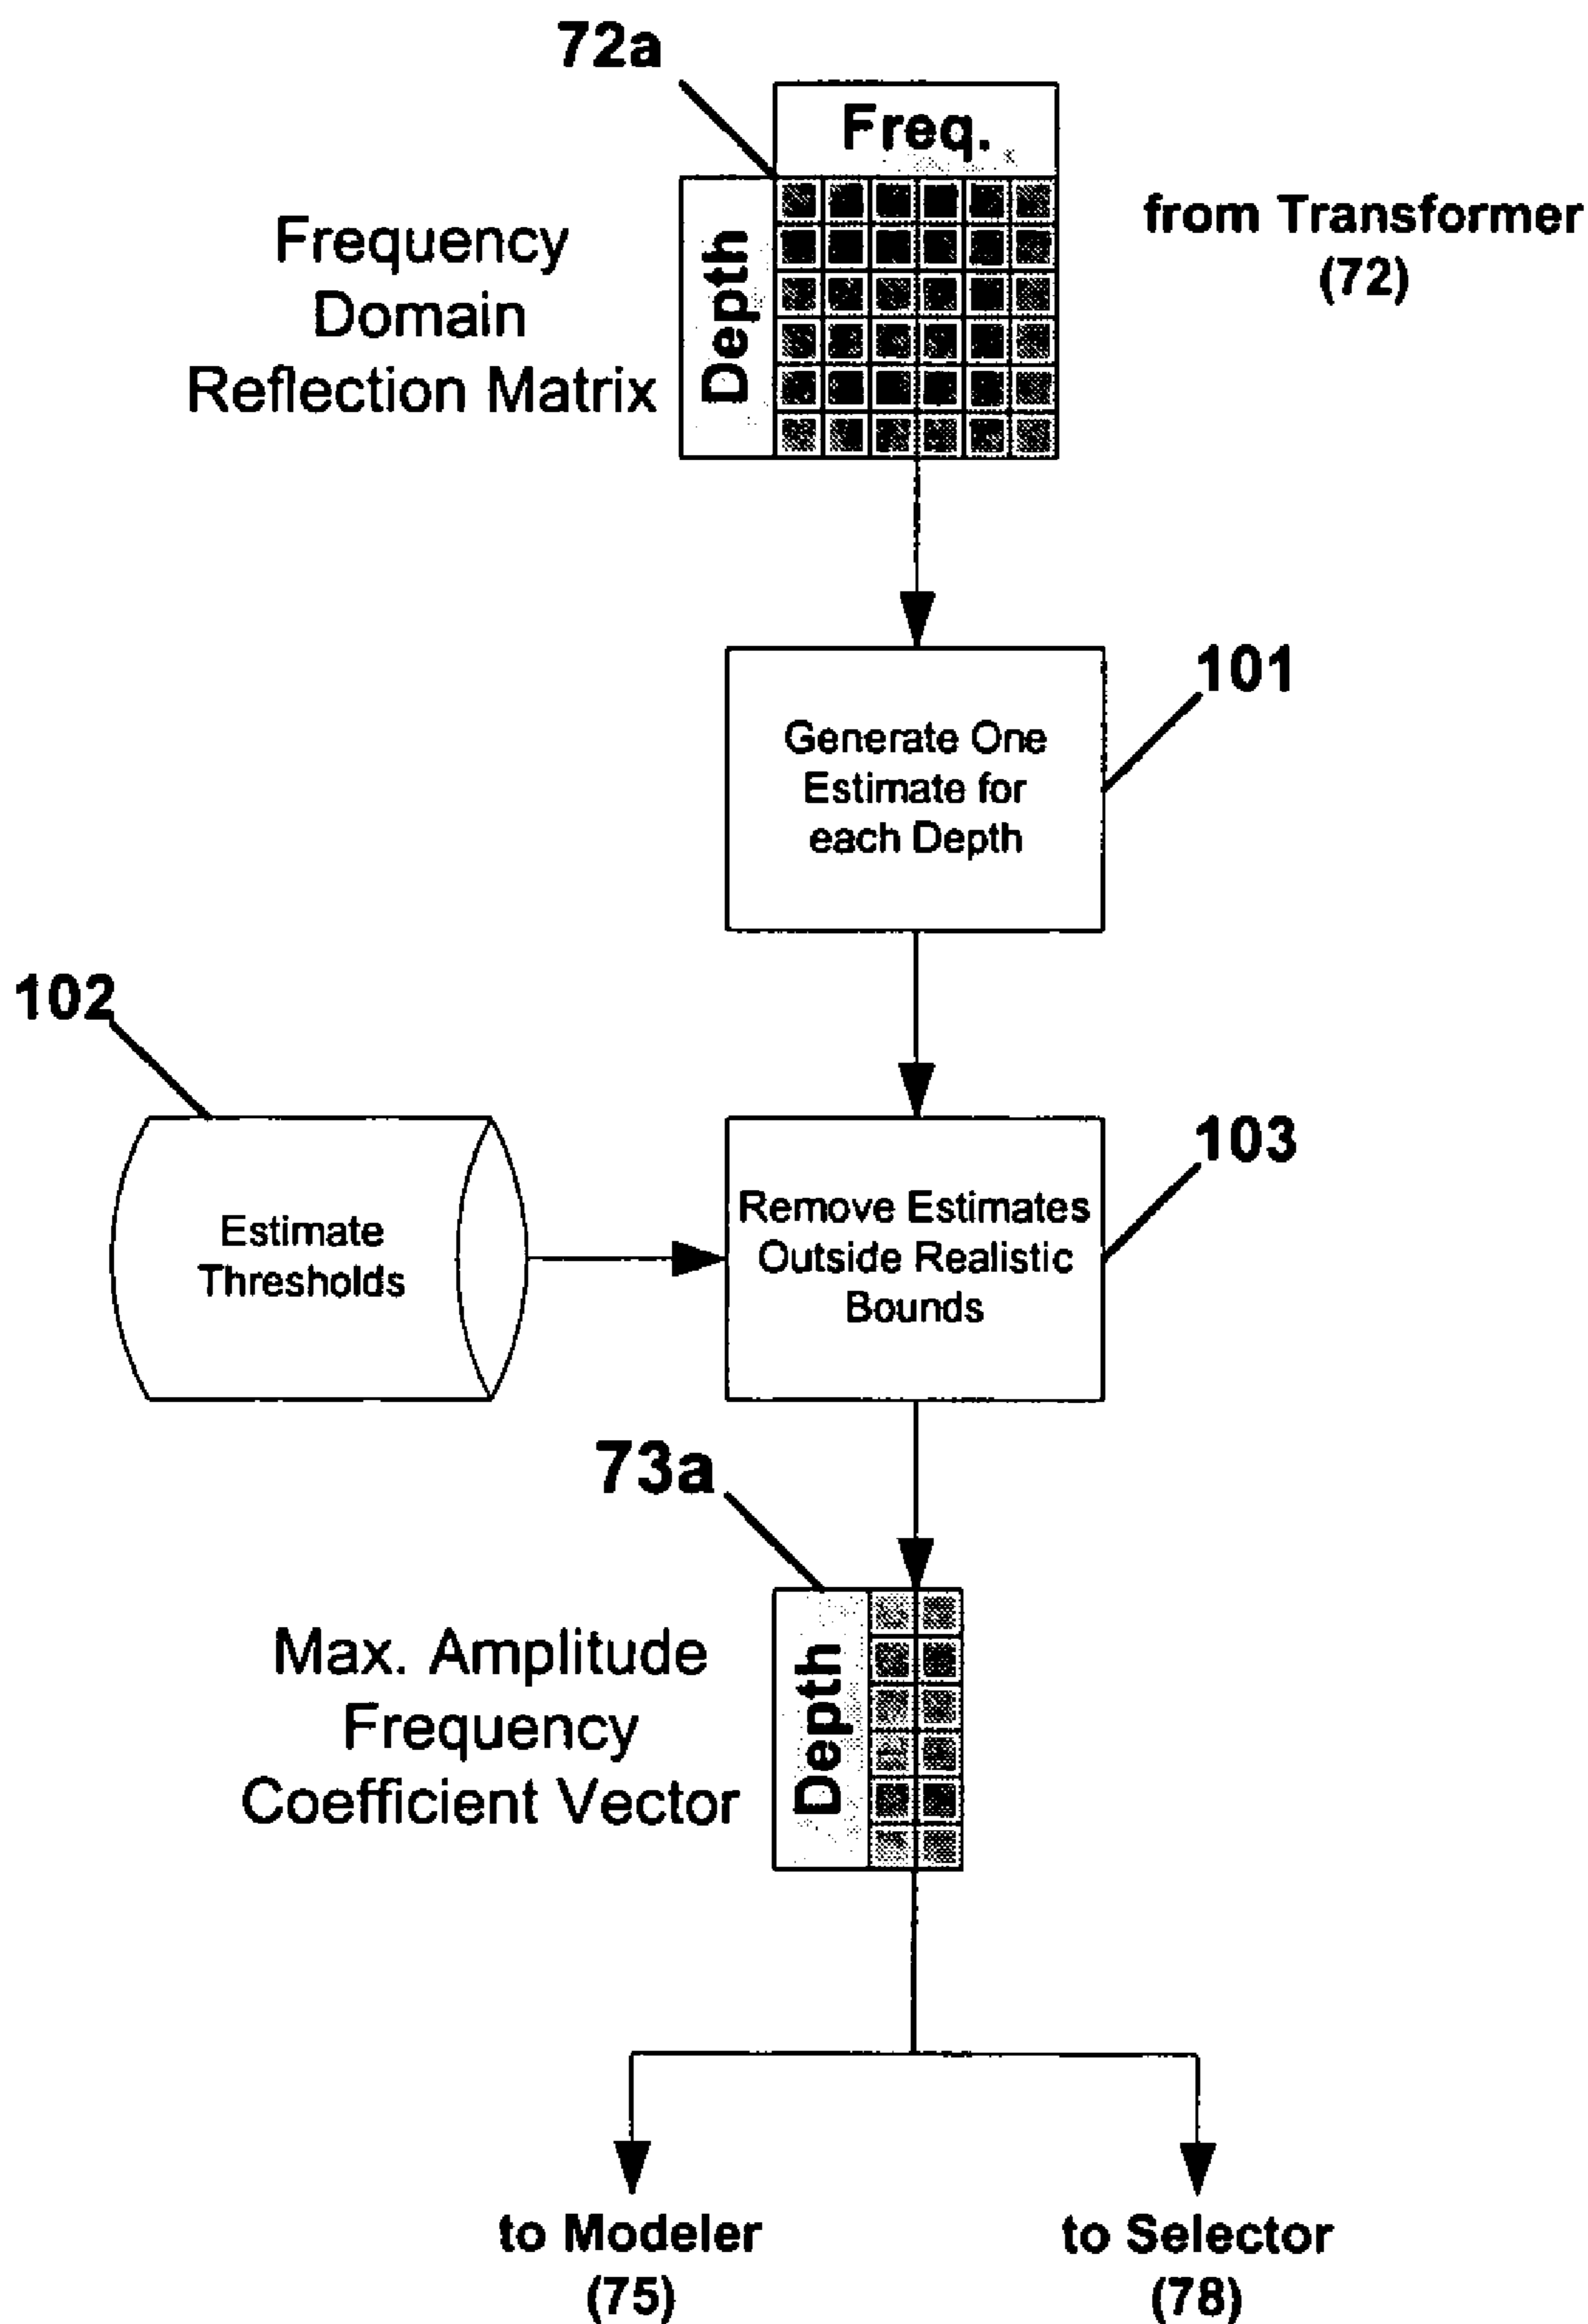 72a
Freq.
Depth
Frequency
Domain
Reflection Matrix
from Transformer
(72)
101
Generate One
Estimate for
each Depth
102
Estimate
Thresholds
103
Remove Estimates
Outside Realistic
Bounds
73a
Depth
Max. Amplitude
Frequency
Coefficient Vector
to Modeler
(75)
to Selector
(78)